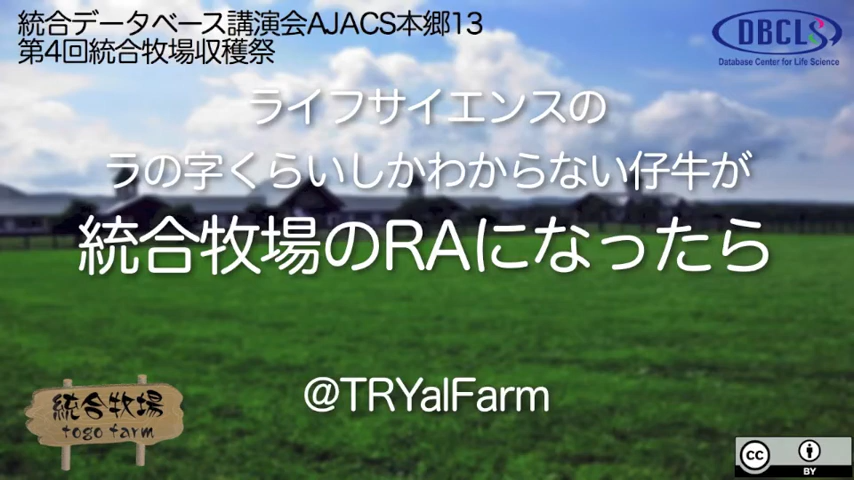 統合データベース講演会AJACS本郷13
第4回統合牧場収穫祭
DBCLS
Database Center for Life Science
ライフサイエンスの
ラの字くらいしかわからない仔牛が
統合牧場のRAになったら
@TRYalFarm
統合牧場
togo farm
cc
BY